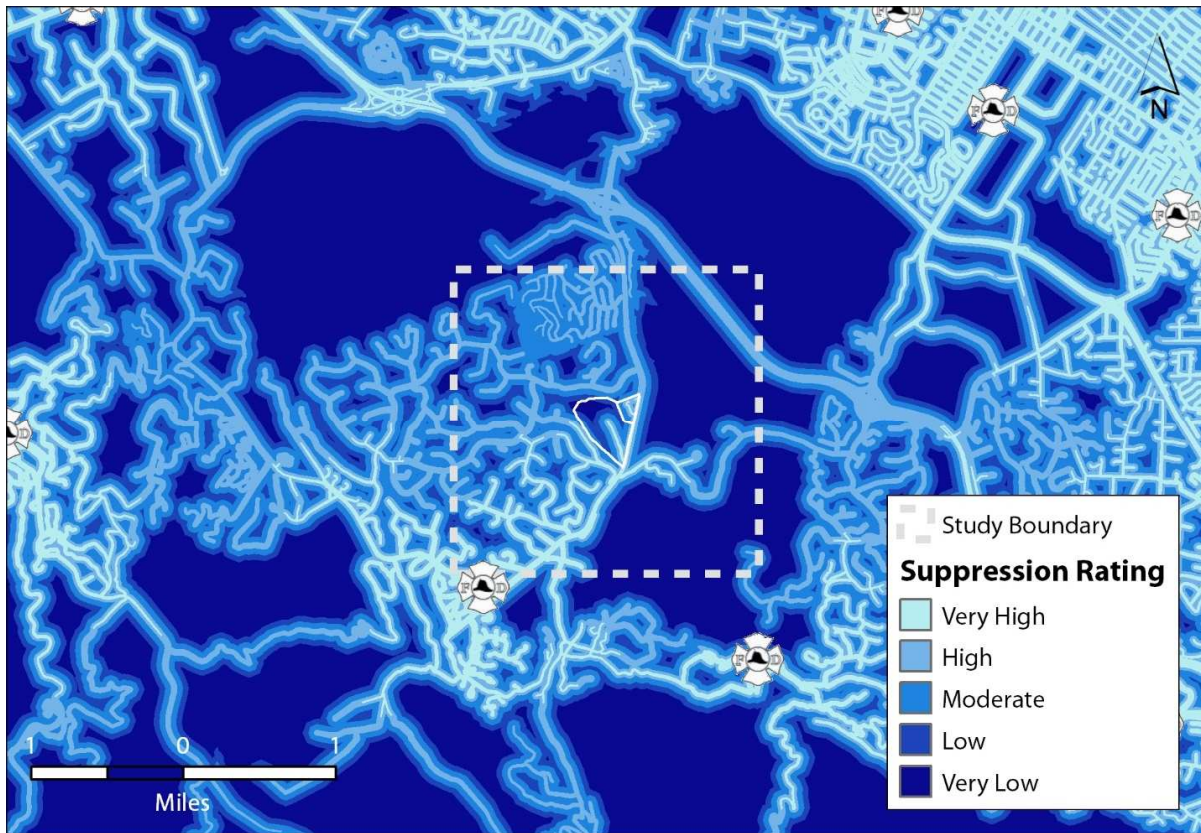 F D
F D
N
F D
F D
F D
F D
Study Boundary
Suppression Rating
Very High
High
Moderate
Low
Very Low
1 0 1
Miles